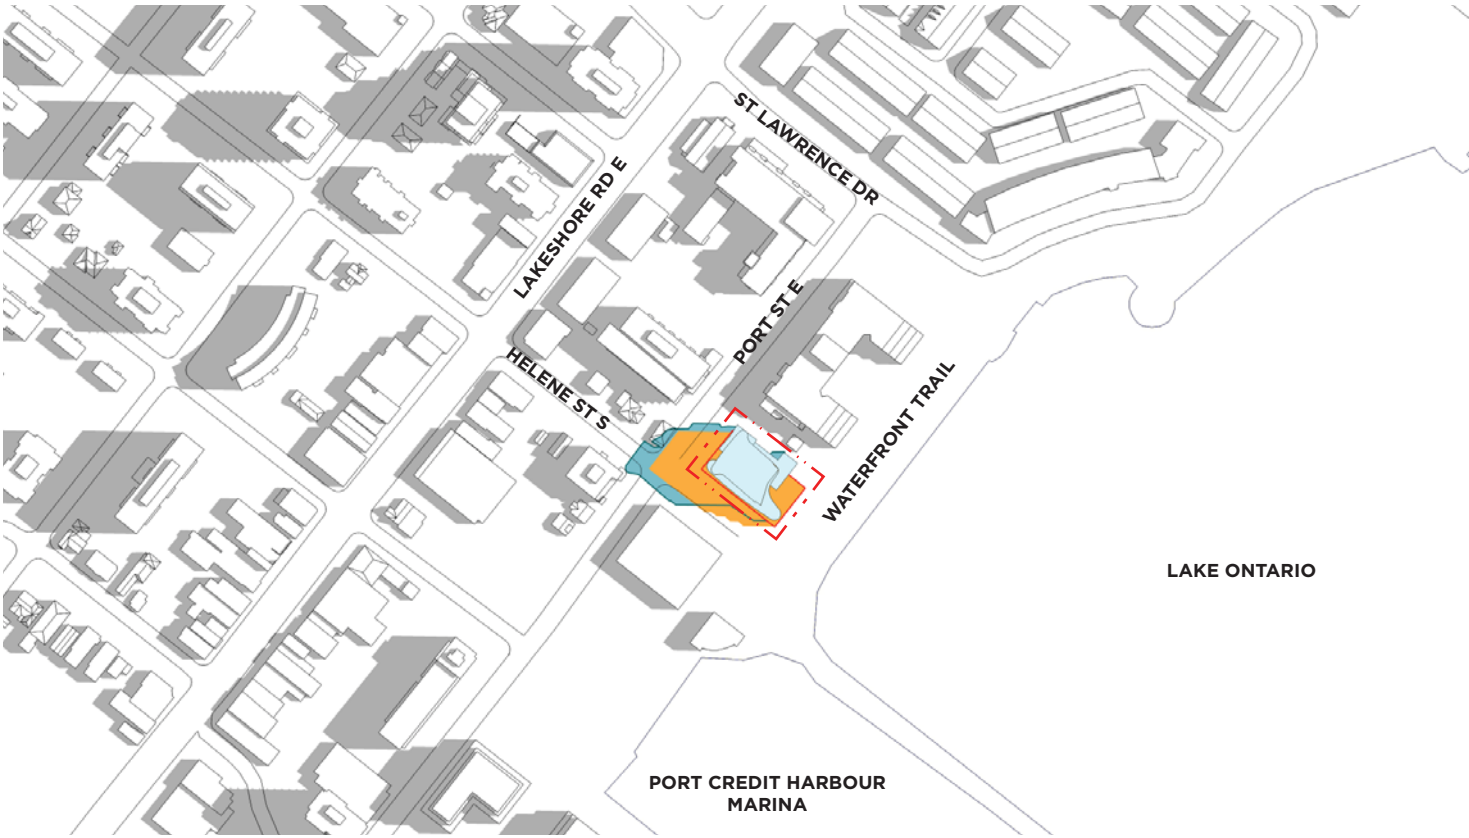 ST LAWRENCE DR
LAKESHORE RD E
PORT ST E
HELENE ST S
WATERFRONT TRAIL
LAKE ONTARIO
PORT CREDIT HARBOUR
MARINA